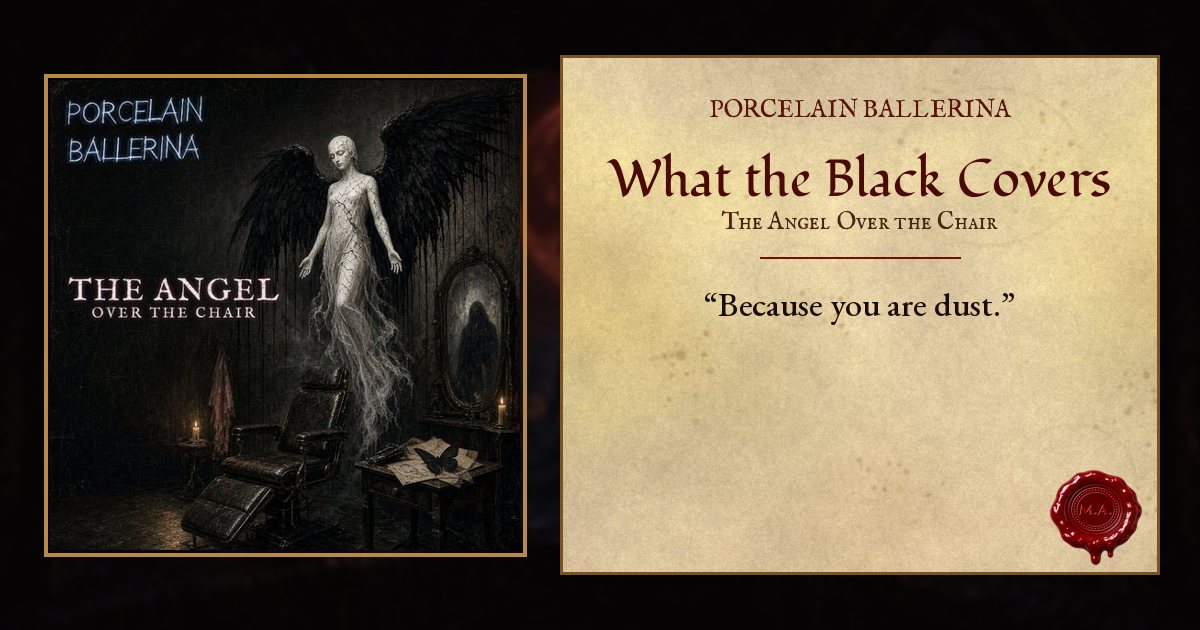 PORCELAIN
BALLERINA
THE ANGEL
OVER THE CHAIR
PORCELAIN BALLERINA
What the Black Covers
The Angel Over the Chair
“Because you are dust.”
M.A.